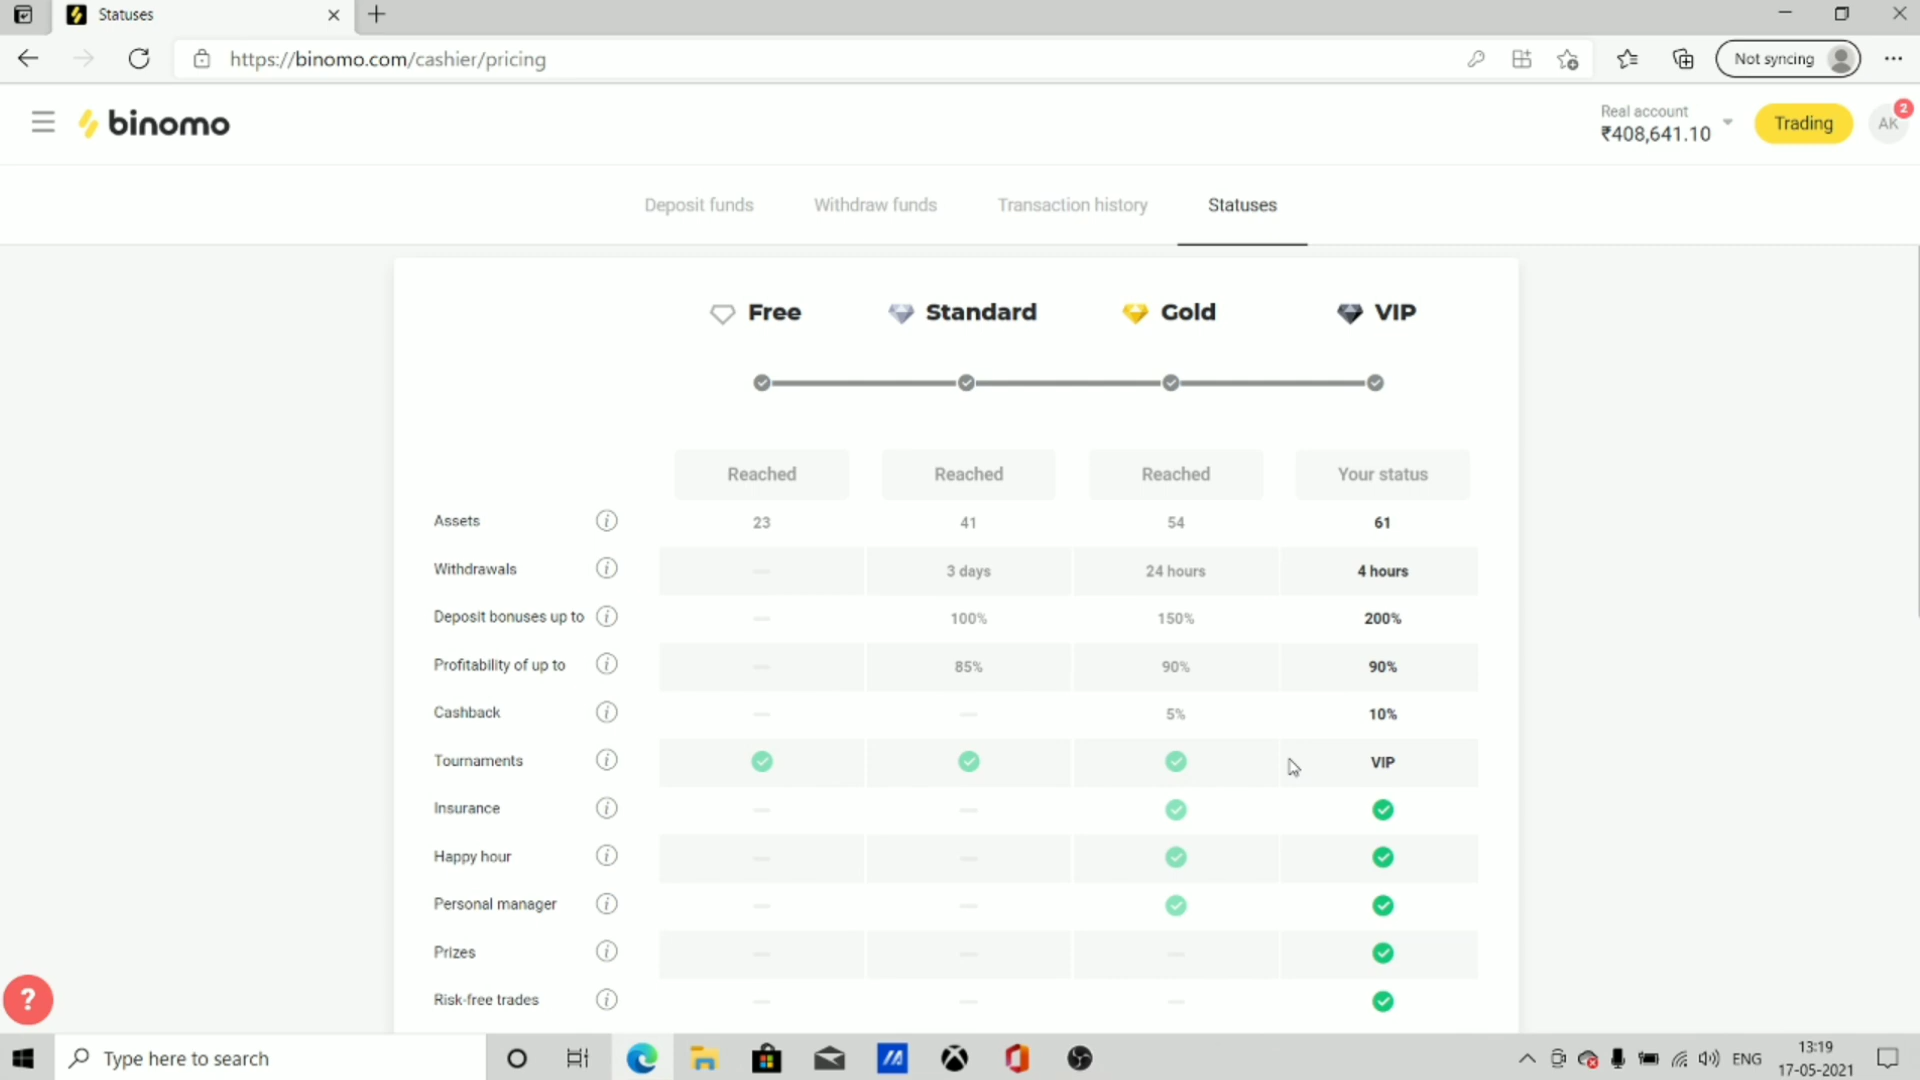 Statuses
https://binomo.com/cashier/pricing
Not syncing
binomo
Real account
₹408,641.10
Trading
AK
2
Deposit funds Withdraw funds Transaction history Statuses
Free Standard Gold VIP
Reached Reached Reached Your status
Assets i 23 41 54 61
Withdrawals i — 3 days 24 hours 4 hours
Deposit bonuses up to i — 100% 150% 200%
Profitability of up to i — 85% 90% 90%
Cashback i — — 5% 10%
Tournaments i VIP
Insurance i — —
Happy hour i — —
Personal manager i — —
Prizes i — — —
Risk-free trades i — — —
?
Type here to search
ENG
13:19
17-05-2021